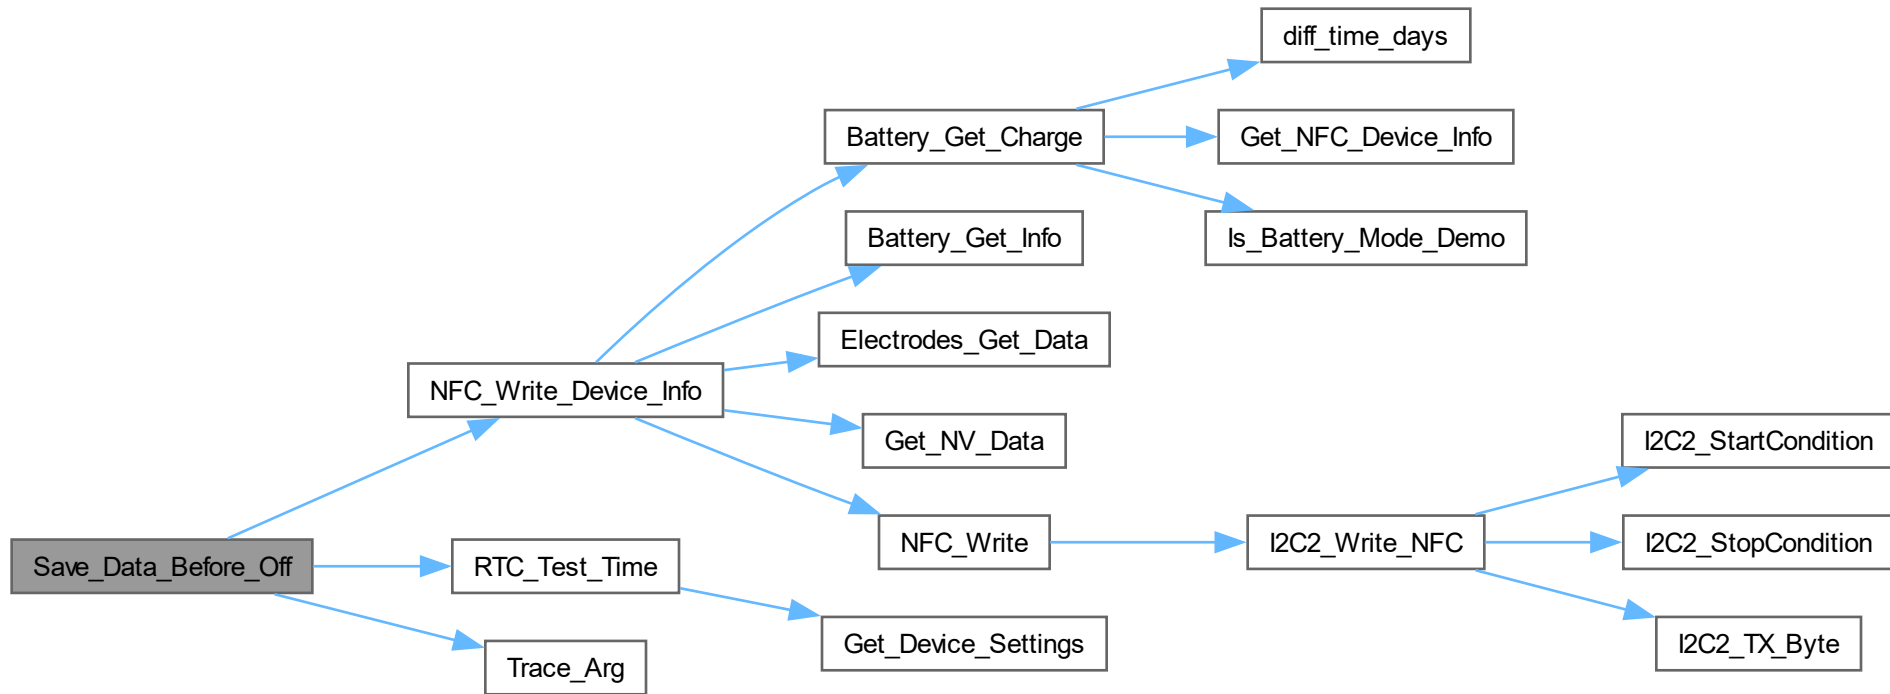 diff_time_days
Battery_Get_Charge
Get_NFC_Device_Info
Battery_Get_Info
Is_Battery_Mode_Demo
Electrodes_Get_Data
NFC_Write_Device_Info
Get_NV_Data
I2C2_StartCondition
Save_Data_Before_Off
RTC_Test_Time
NFC_Write
I2C2_Write_NFC
I2C2_StopCondition
Trace_Arg
Get_Device_Settings
I2C2_TX_Byte